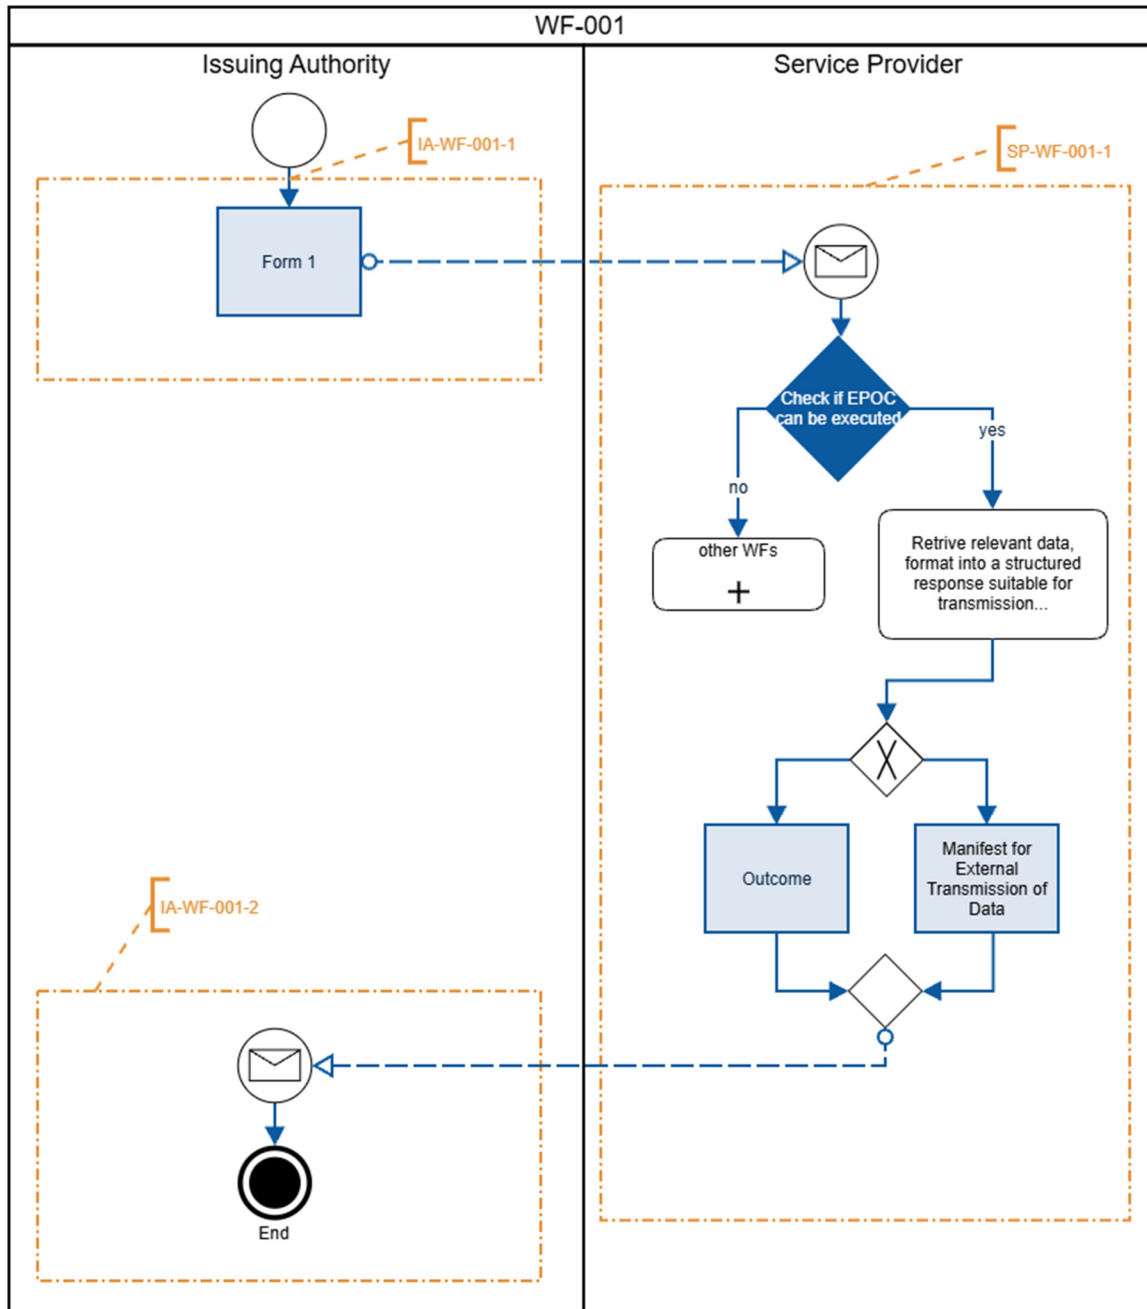 WF-001
Issuing Authority
Service Provider
IA-WF-001-1
SP-WF-001-1
Form 1
Check if EPOC
can be executed
yes
no
other WFs
Retrive relevant data,
format into a structured
response suitable for
transmission...
X
Outcome
Manifest for
External
Transmission of
Data
IA-WF-001-2
End